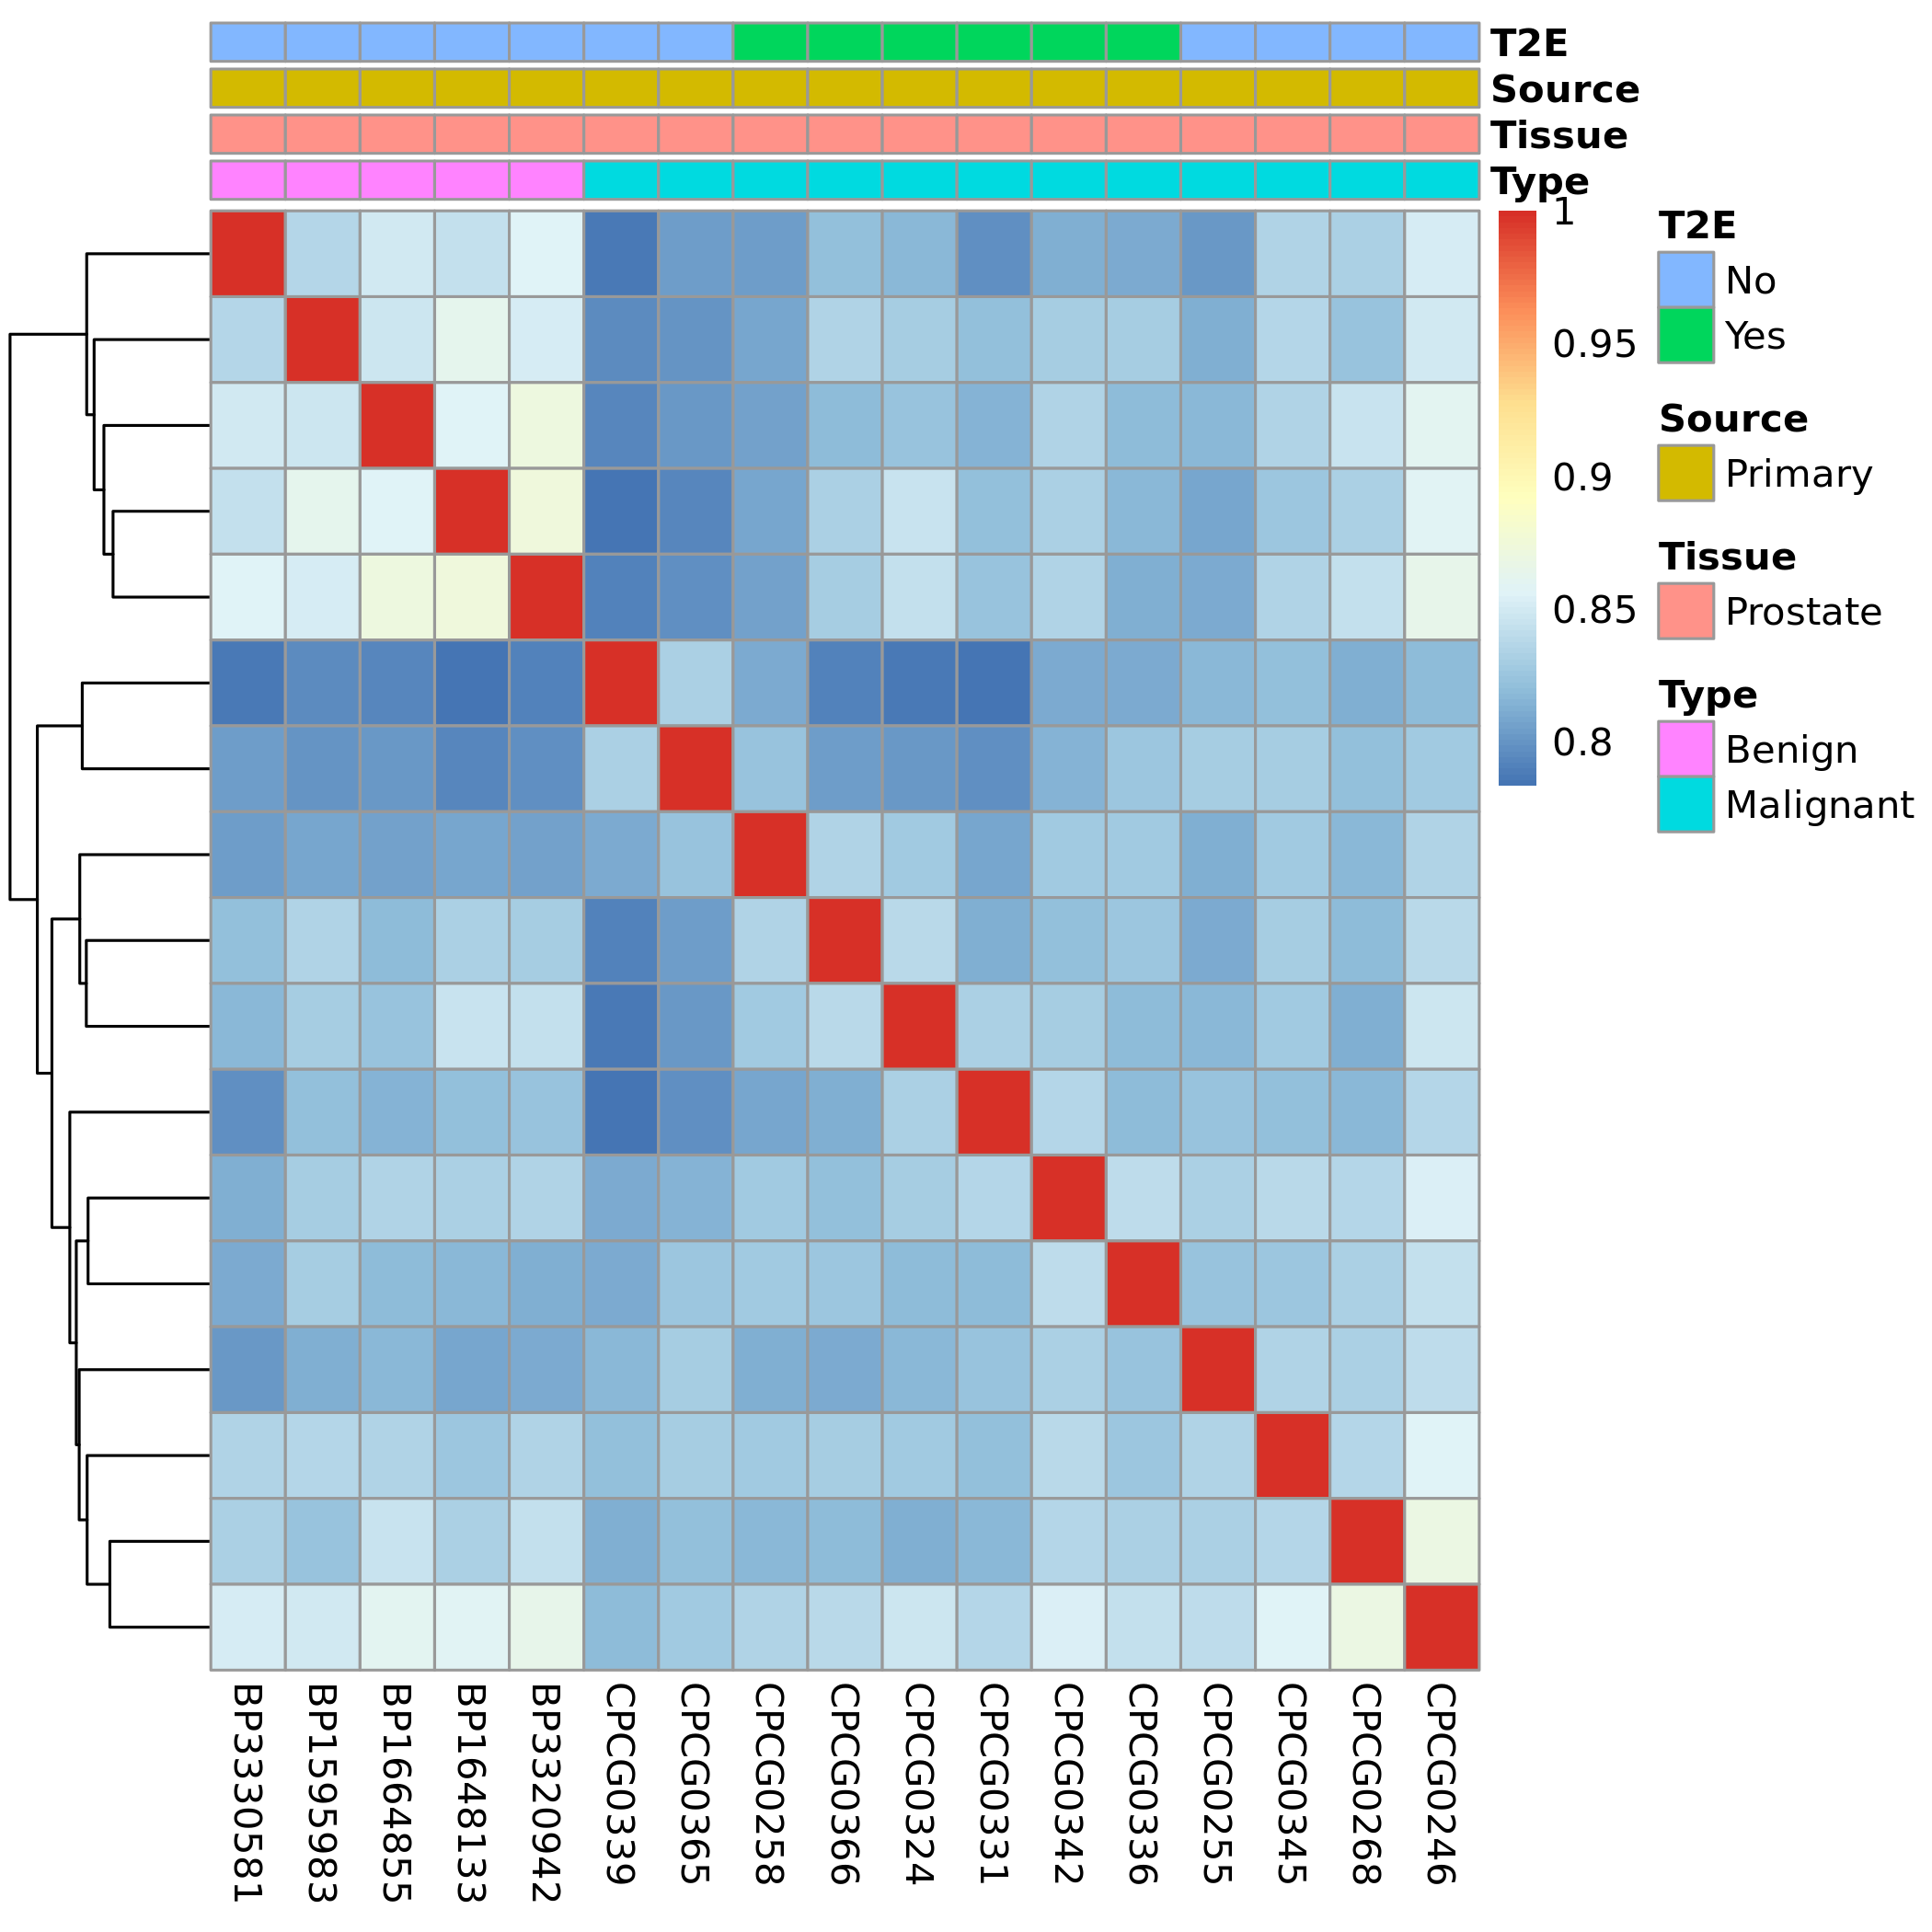 T2E
Source
Tissue
Type
1
0.95
0.9
0.85
0.8
T2E
No
Yes
Source
Primary
Tissue
Prostate
Type
Benign
Malignant
BP3330581
BP1595983
BP1664855
BP1648133
BP3320942
CPCG0339
CPCG0365
CPCG0258
CPCG0366
CPCG0324
CPCG0331
CPCG0342
CPCG0336
CPCG0255
CPCG0345
CPCG0268
CPCG0246